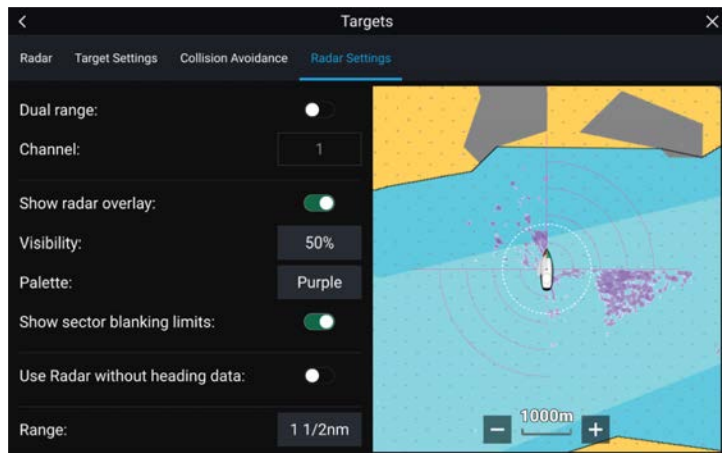 Targets
Radar Target Settings Collision Avoidance Radar Settings
Dual range:
Channel: 1
Show radar overlay:
Visibility: 50%
Palette: Purple
Show sector blanking limits:
Use Radar without heading data:
Range: 1 1/2nm
1000m